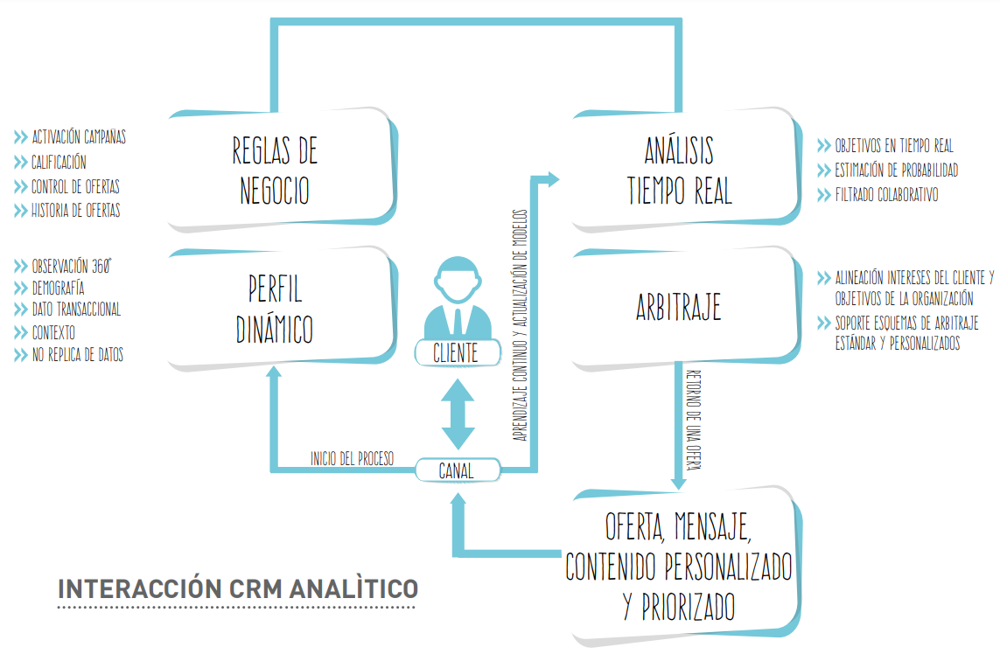 ACTIVACIÓN CAMPAÑAS
CALIFICACIÓN
CONTROL DE OFERTAS
HISTORIA DE OFERTAS
REGLAS DE
NEGOCIO
ANÁLISIS
TIEMPO REAL
OBJETIVOS EN TIEMPO REAL
ESTIMACIÓN DE PROBABILIDAD
FILTRADO COLABORATIVO
OBSERVACIÓN 360°
DEMOGRAFÍA
DATO TRANSACCIONAL
CONTEXTO
NO REPLICA DE DATOS
PERFIL
DINÁMICO
CLIENTE
APRENDIZAJE CONTINUO Y ACTUALIZACIÓN DE MODELOS
ARBITRAJE
ALINEACIÓN INTERESES DEL CLIENTE Y
OBJETIVOS DE LA ORGANIZACIÓN
SOPORTE ESQUEMAS DE ARBITRAJE
ESTÁNDAR Y PERSONALIZADOS
RETORNO DE UNA OFERA
INICIO DEL PROCESO
CANAL
OFERTA, MENSAJE,
CONTENIDO PERSONALIZADO
Y PRIORIZADO
INTERACCIÓN CRM ANALÌTICO